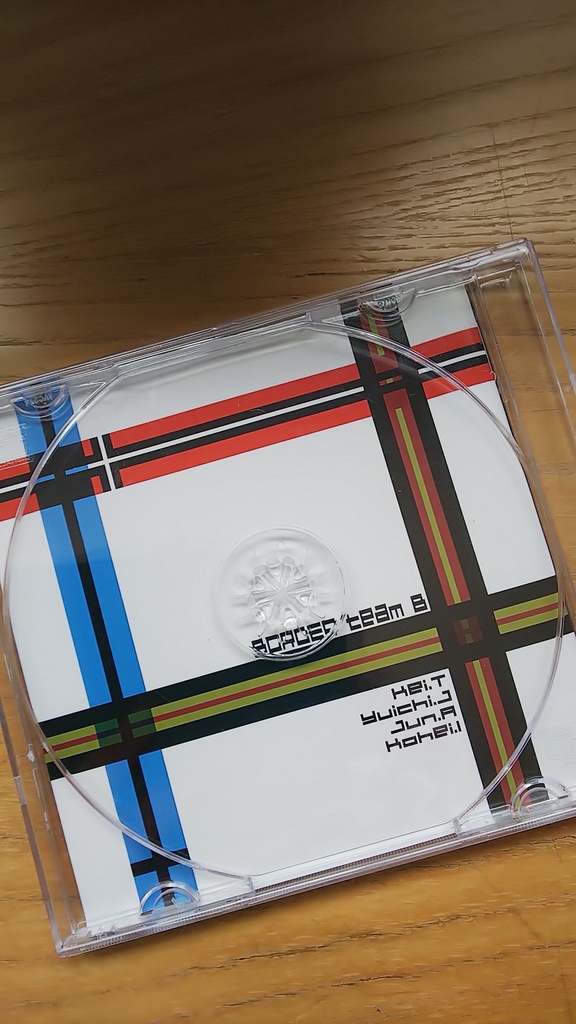 team B
Kei.T
Yuichi.J
Jun.A
Kohei.I